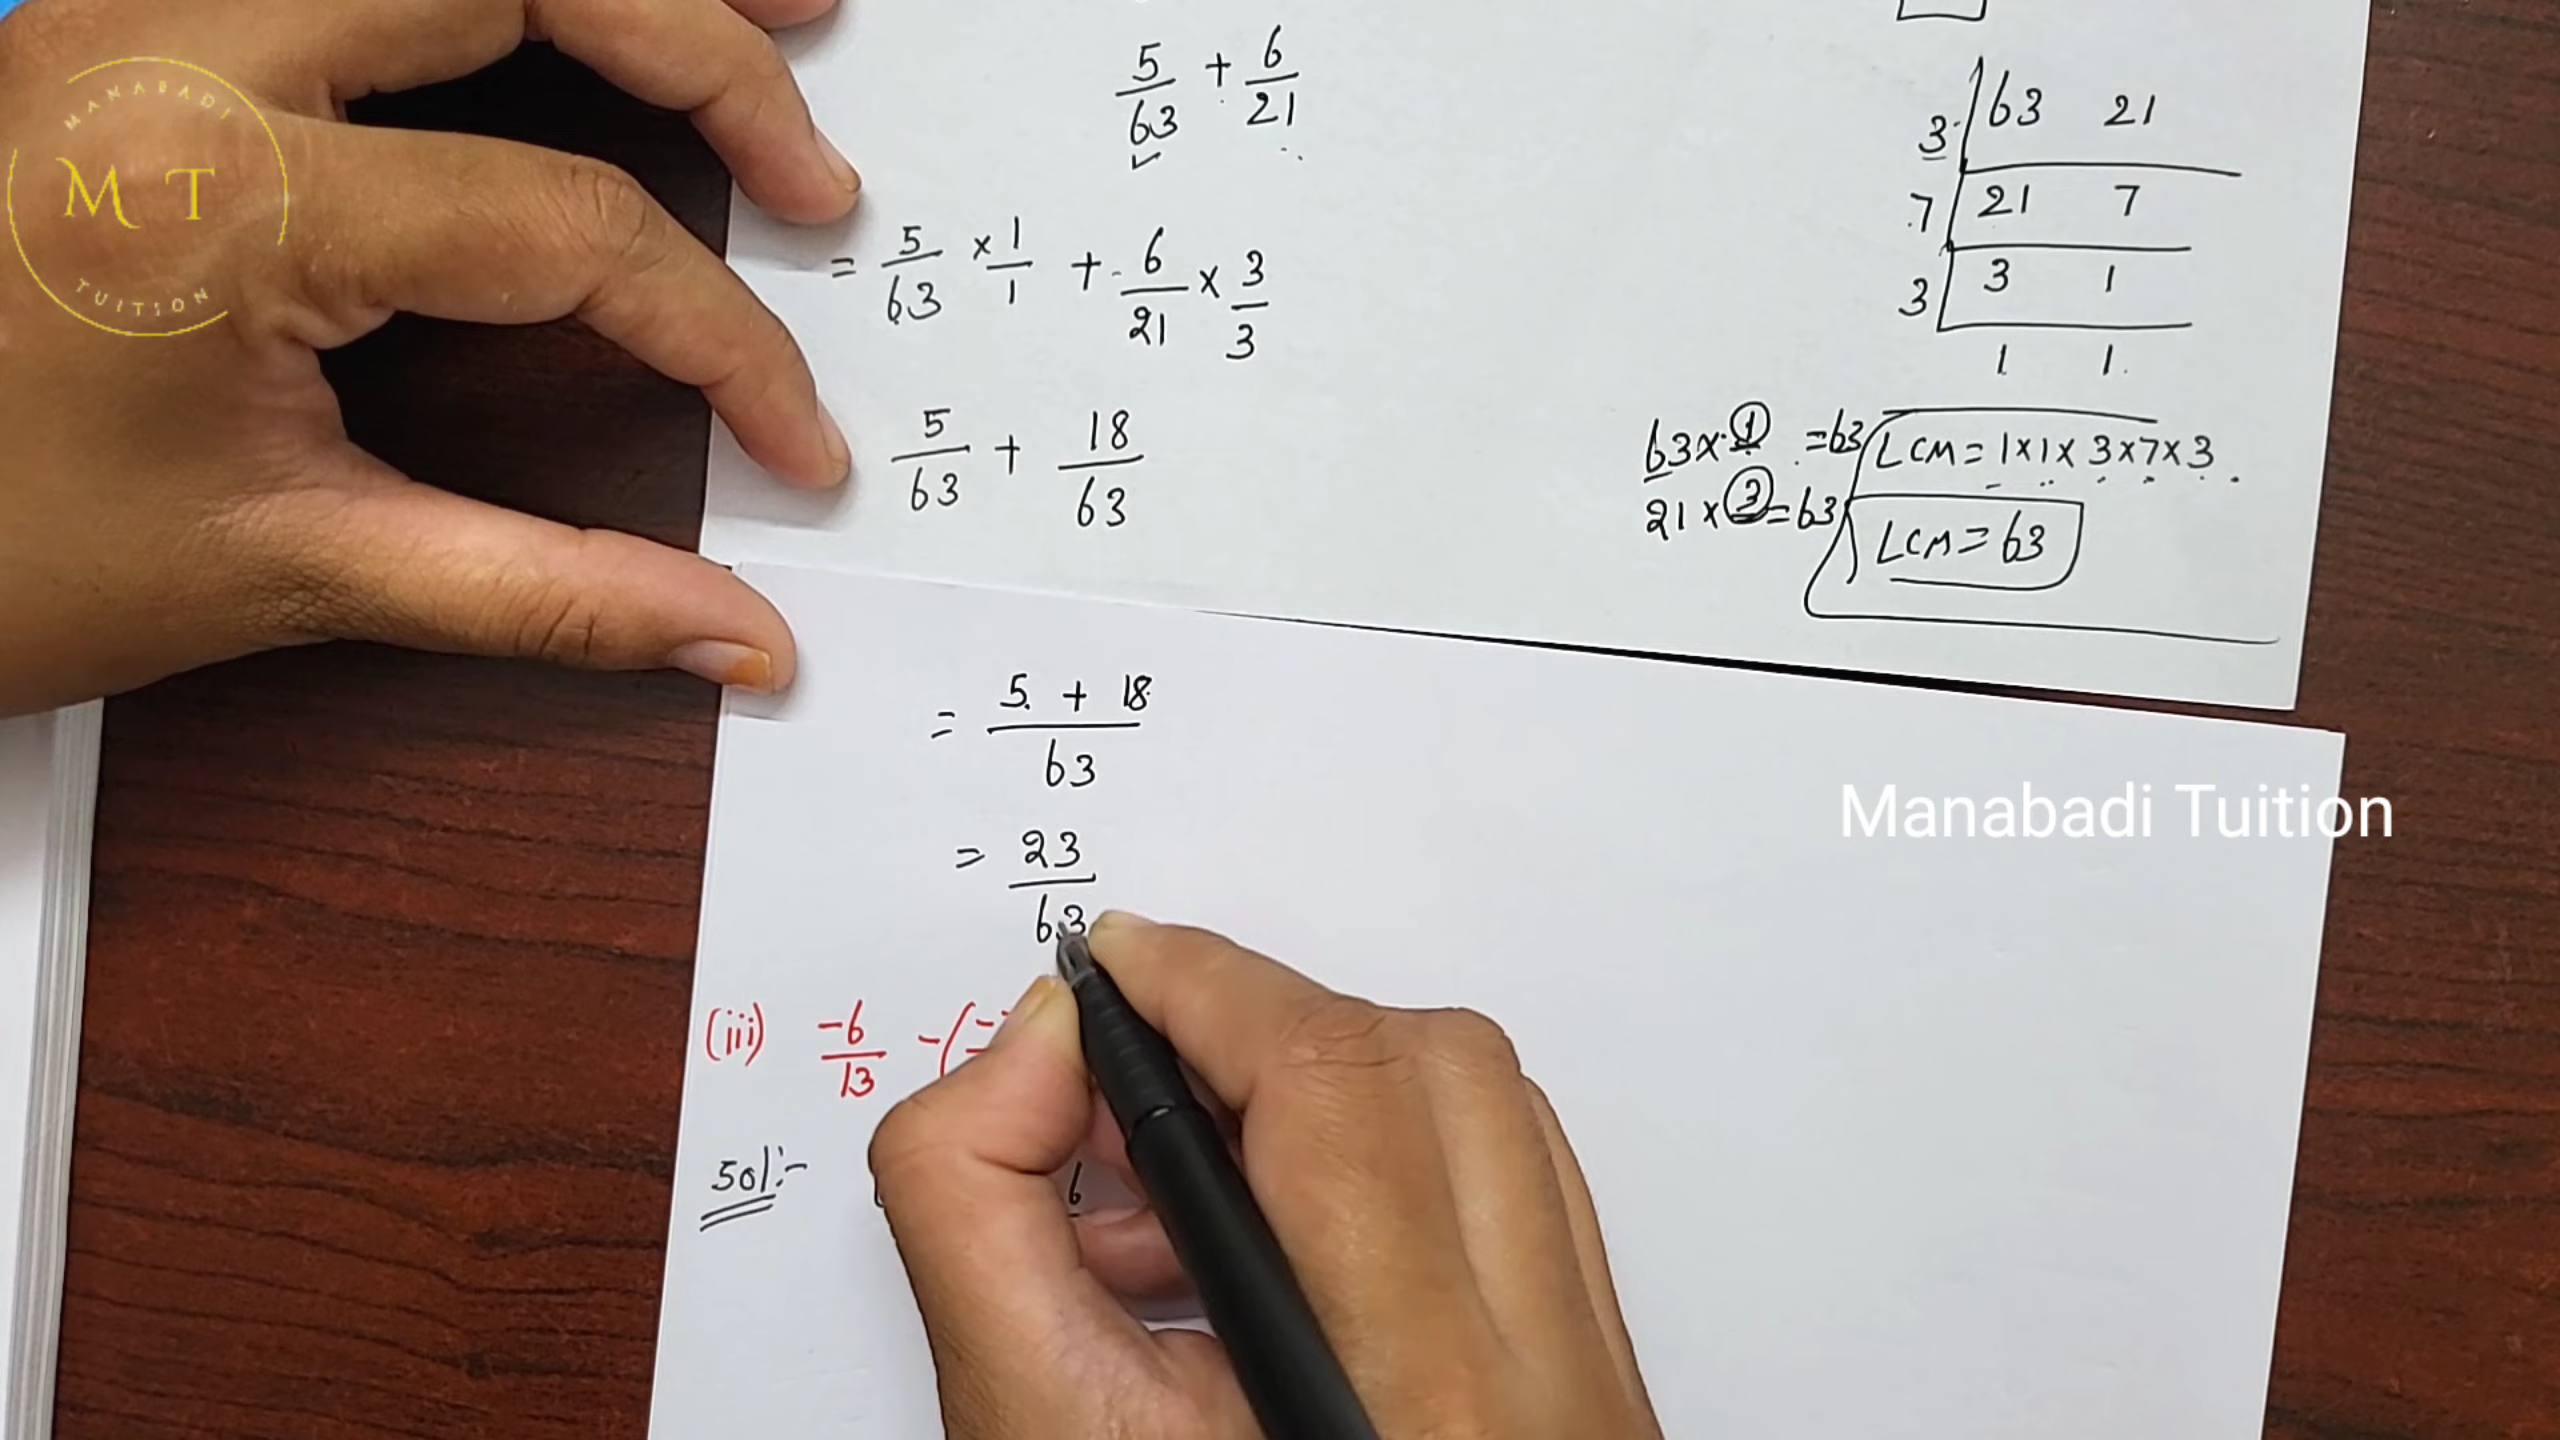 MANABADI
M T
TUITION
5/63 + 6/21
= 5/63 × 1/1 + 6/21 × 3/3
5/63 + 18/63
3 | 63 21
7 | 21 7
3 | 3 1
1 1
63 × 1 = 63
21 × 3 = 63
LCM = 1×1×3×7×3
LCM = 63
= 5 + 18/63
= 23/63
Manabadi Tuition
(iii) -6/13 - (-
Sol:-
6